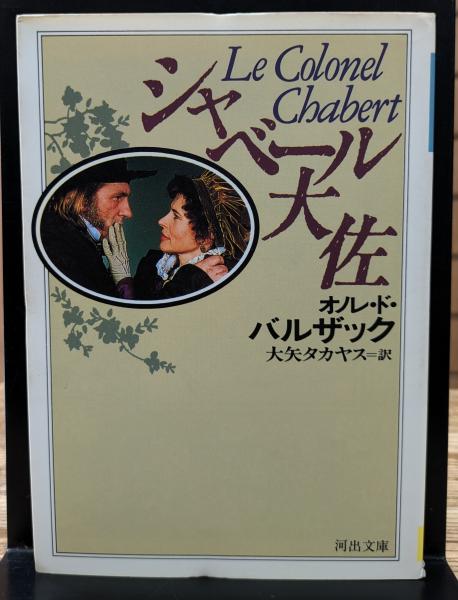 Le Colonel
Chabert
シャベール
大佐
オノレ・ド・
バルザック
大矢タカヤス=訳
河出文庫